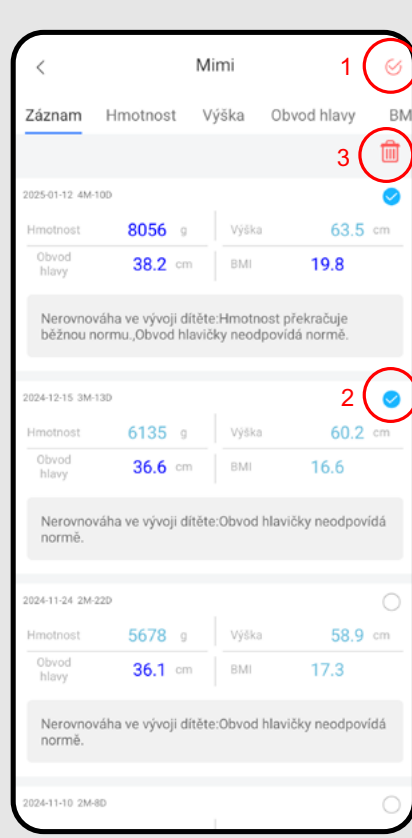 Mimi
1
Záznam Hmotnost Výška Obvod hlavy BM
3
2025-01-12 4M-10D
Hmotnost 8056 g Výška 63.5 cm
Obvod hlavy 38.2 cm BMI 19.8
Nerovnováha ve vývoji dítěte:Hmotnost překračuje
běžnou normu.,Obvod hlavičky neodpovídá normě.
2024-12-15 3M-13D
2
Hmotnost 6135 g Výška 60.2 cm
Obvod hlavy 36.6 cm BMI 16.6
Nerovnováha ve vývoji dítěte:Obvod hlavičky neodpovídá
normě.
2024-11-24 2M-22D
Hmotnost 5678 g Výška 58.9 cm
Obvod hlavy 36.1 cm BMI 17.3
Nerovnováha ve vývoji dítěte:Obvod hlavičky neodpovídá
normě.
2024-11-10 2M-8D